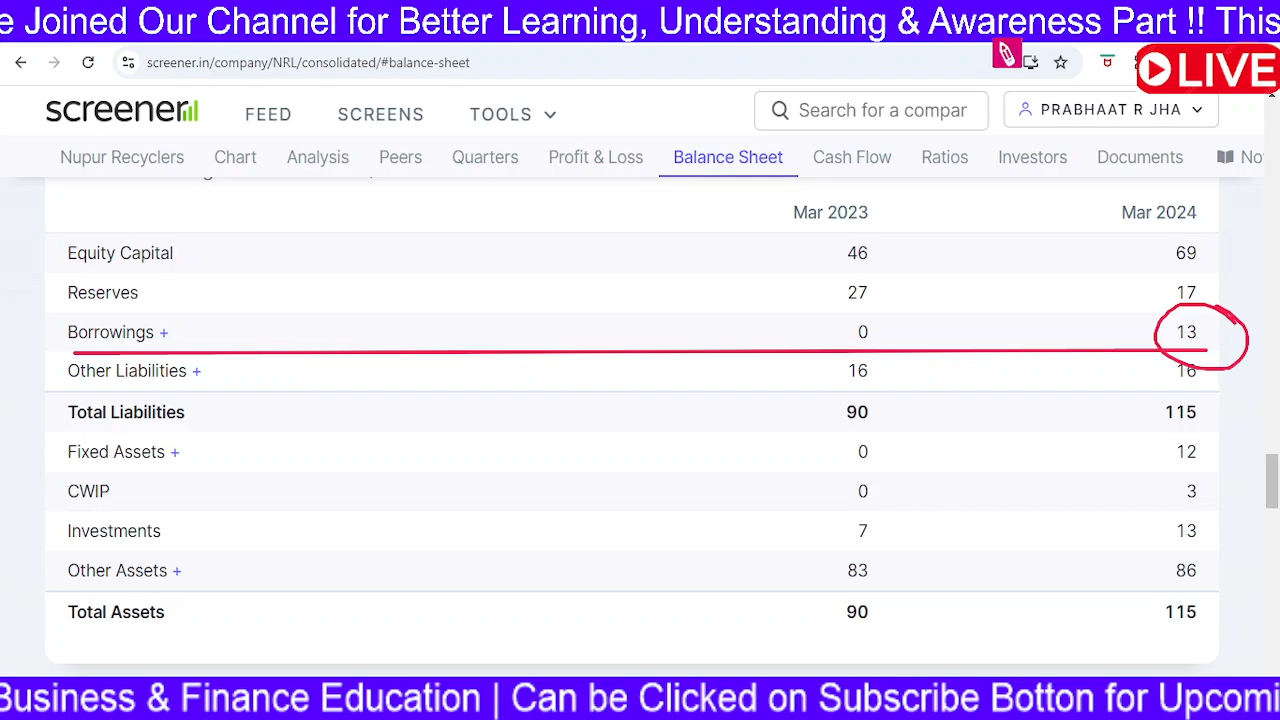 e Joined Our Channel for Better Learning, Understanding & Awareness Part !! This
screener.in/company/NRL/consolidated/#balance-sheet
LIVE
screener
FEED SCREENS TOOLS
Search for a compar
PRABHAAT R JHA
Nupur Recyclers Chart Analysis Peers Quarters Profit & Loss Balance Sheet Cash Flow Ratios Investors Documents No
Mar 2023 Mar 2024
Equity Capital 46 69
Reserves 27 17
Borrowings + 0 13
Other Liabilities + 16 16
Total Liabilities 90 115
Fixed Assets + 0 12
CWIP 0 3
Investments 7 13
Other Assets + 83 86
Total Assets 90 115
Business & Finance Education | Can be Clicked on Subscribe Botton for Upcomi